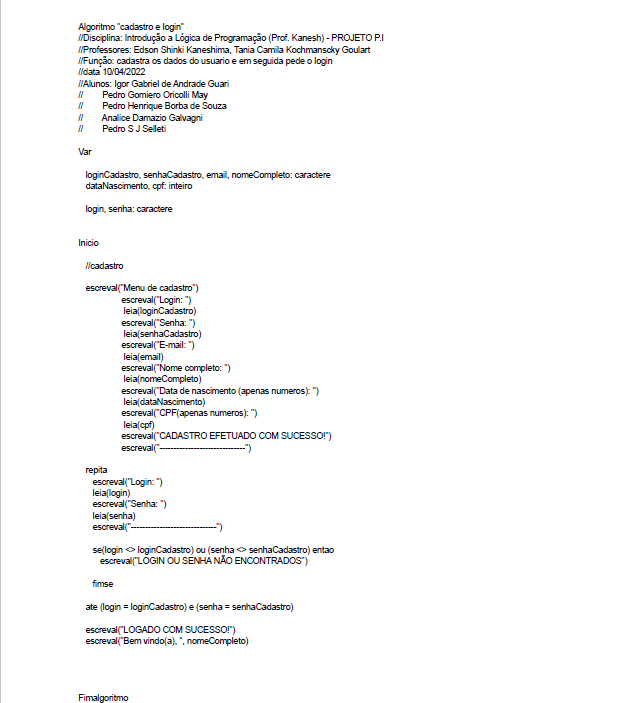 Algoritmo "cadastro e login"
//Disciplina: Introdução a Lógica de Programação (Prof. Kanesh) - PROJETO P.I
//Professores: Edson Shinki Kaneshima, Tania Camila Kochmanscky Goulart
//Função: cadastra os dados do usuario e em seguida pede o login
//data 10/04/2022
//Alunos: Igor Gabriel de Andrade Guari
// Pedro Gomiero Oricolli May
// Pedro Henrique Borba de Souza
// Analice Damazio Galvagni
// Pedro S J Selleti
Var
loginCadastro, senhaCadastro, email, nomeCompleto: caractere
dataNascimento, cpf: inteiro
login, senha: caractere
Inicio
//cadastro
escreval("Menu de cadastro")
escreval("Login: ")
leia(loginCadastro)
escreval("Senha: ")
leia(senhaCadastro)
escreval("E-mail: ")
leia(email)
escreval("Nome completo: ")
leia(nomeCompleto)
escreval("Data de nascimento (apenas numeros): ")
leia(dataNascimento)
escreval("CPF(apenas numeros): ")
leia(cpf)
escreval("CADASTRO EFETUADO COM SUCESSO!")
escreval("------------------------------")
repita
escreval("Login: ")
leia(login)
escreval("Senha: ")
leia(senha)
escreval("------------------------------")
se(login <> loginCadastro) ou (senha <> senhaCadastro) entao
escreval("LOGIN OU SENHA NÃO ENCONTRADOS")
fimse
ate (login = loginCadastro) e (senha = senhaCadastro)
escreval("LOGADO COM SUCESSO!")
escreval("Bem vindo(a), ", nomeCompleto)
Fimalgoritmo